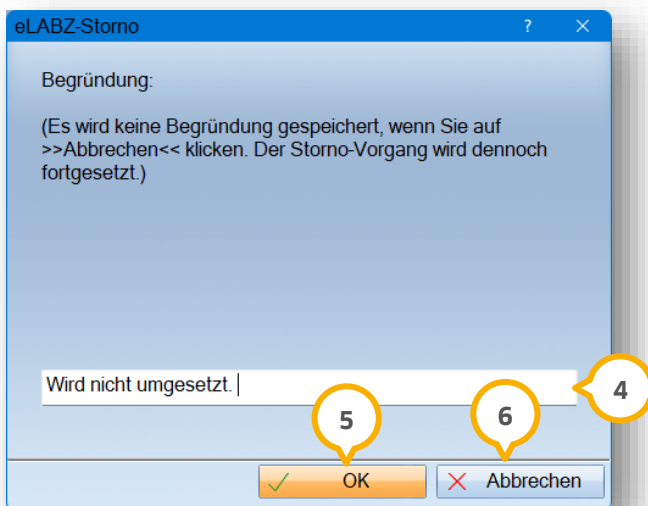 eLABZ-Storno
Begründung:
(Es wird keine Begründung gespeichert, wenn Sie auf
>>Abbrechen<< klicken. Der Storno-Vorgang wird dennoch
fortgesetzt.)
Wird nicht umgesetzt.
4
5
6
OK
Abbrechen